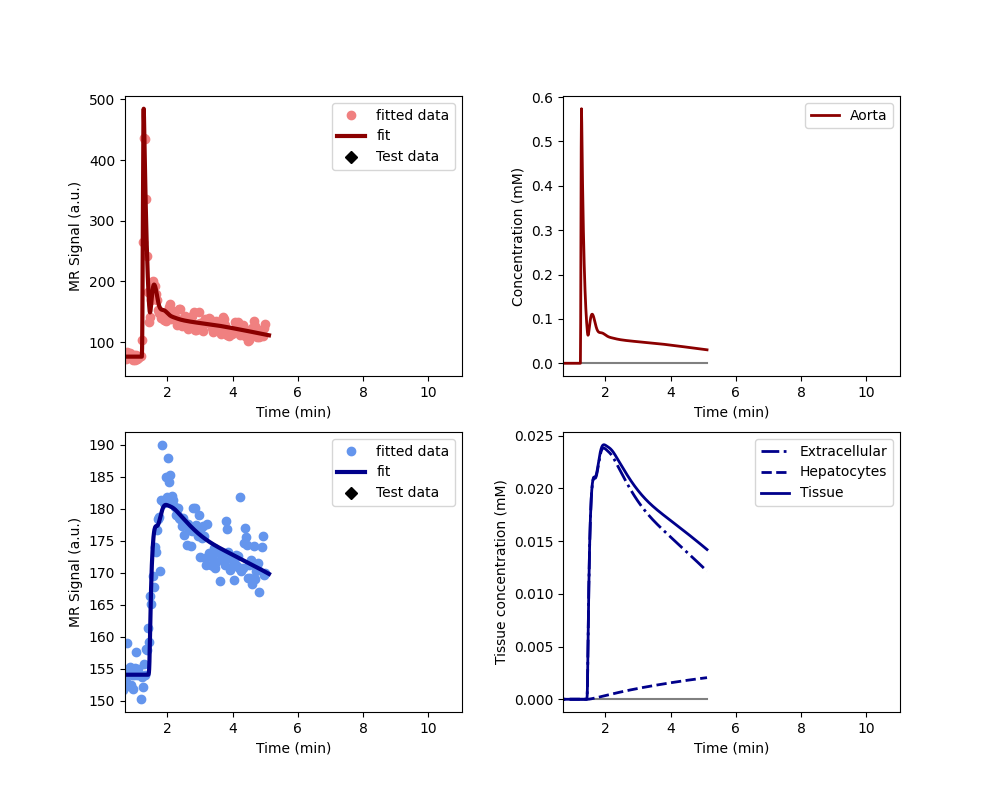 500
400
300
200
100
MR Signal (a.u.)
fitted data
fit
Test data
2 4 6 8 10
Time (min)
0.6
0.5
0.4
0.3
0.2
0.1
0.0
Concentration (mM)
Aorta
2 4 6 8 10
Time (min)
190
185
180
175
170
165
160
155
150
MR Signal (a.u.)
fitted data
fit
Test data
2 4 6 8 10
Time (min)
0.025
0.020
0.015
0.010
0.005
0.000
Tissue concentration (mM)
Extracellular
Hepatocytes
Tissue
2 4 6 8 10
Time (min)